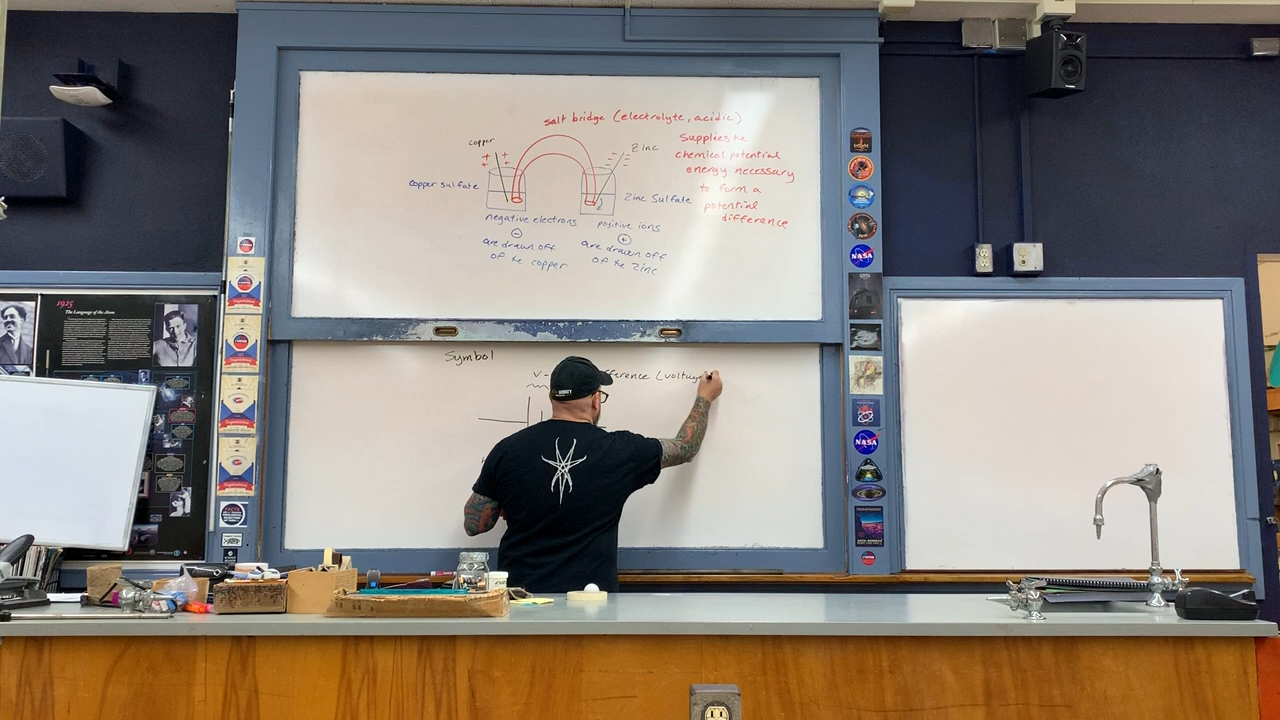 salt bridge (electrolyte, acidic)
copper
Zinc
Supplies the
chemical potential
energy necessary
to form a
potential
difference
copper sulfate
Zinc Sulfate
negative electrons
are drawn off
of the copper
positive ions
are drawn off
of the Zinc
Symbol
V-
fference (voltage
1925
The Language of the Atom
NASA
NASA
FACTS